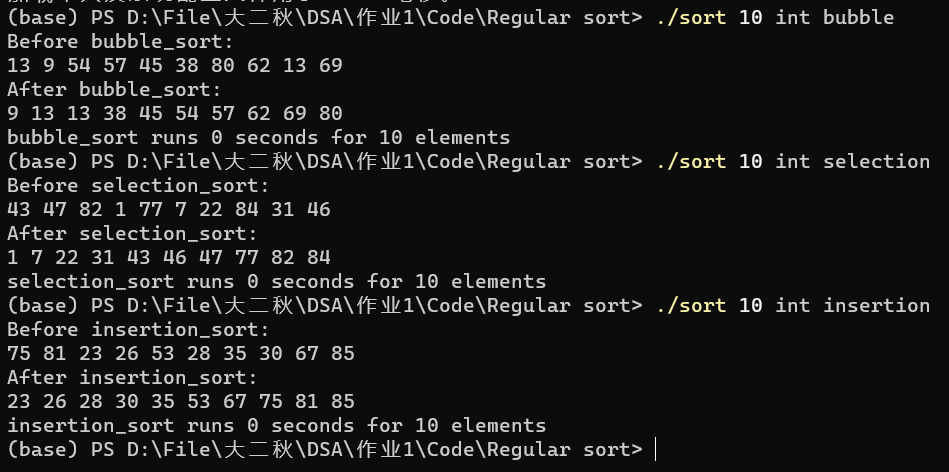 (base) PS D:\File\大二秋\DSA\作业1\Code\Regular sort> ./sort 10 int bubble
Before bubble_sort:
13 9 54 57 45 38 80 62 13 69
After bubble_sort:
9 13 13 38 45 54 57 62 69 80
bubble_sort runs 0 seconds for 10 elements
(base) PS D:\File\大二秋\DSA\作业1\Code\Regular sort> ./sort 10 int selection
Before selection_sort:
43 47 82 1 77 7 22 84 31 46
After selection_sort:
1 7 22 31 43 46 47 77 82 84
selection_sort runs 0 seconds for 10 elements
(base) PS D:\File\大二秋\DSA\作业1\Code\Regular sort> ./sort 10 int insertion
Before insertion_sort:
75 81 23 26 53 28 35 30 67 85
After insertion_sort:
23 26 28 30 35 53 67 75 81 85
insertion_sort runs 0 seconds for 10 elements
(base) PS D:\File\大二秋\DSA\作业1\Code\Regular sort>